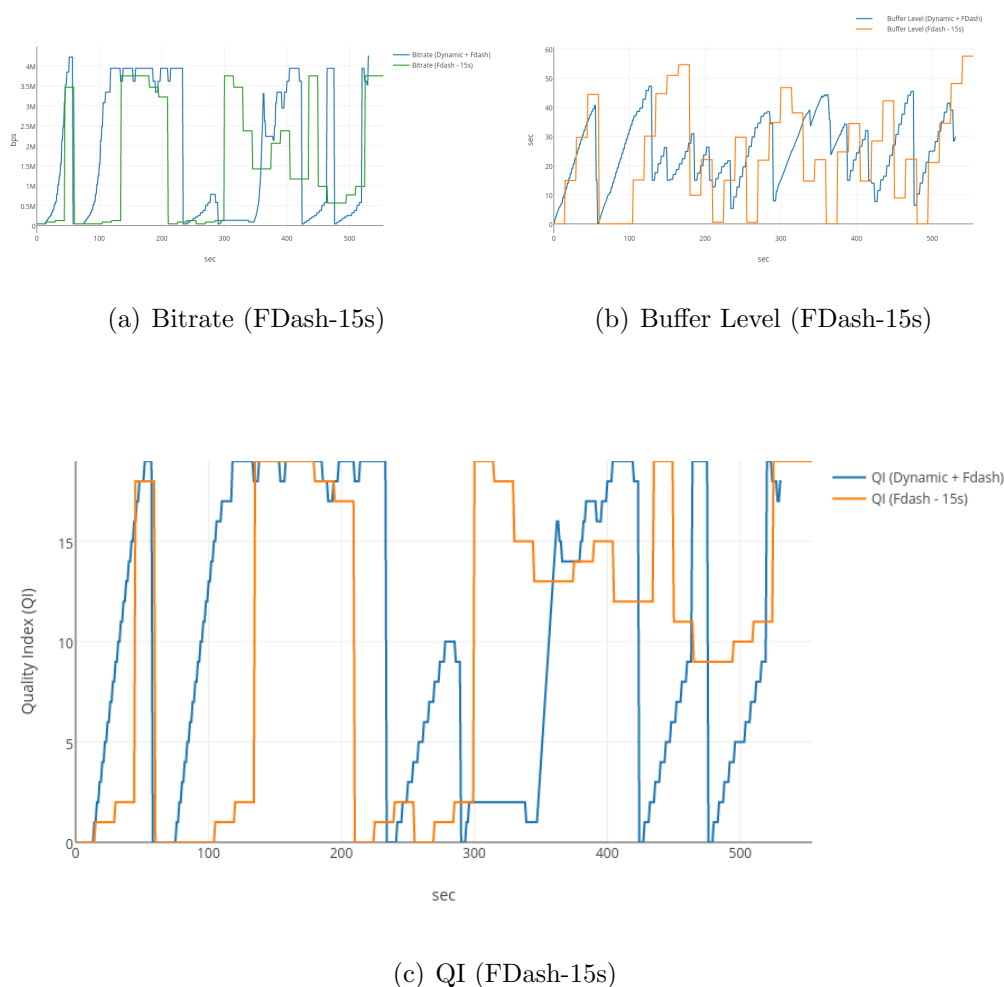 Bitrate (Dynamic + FDash)
Bitrate (Fdash - 15s)
4M
3.5M
3M
2.5M
2M
1.5M
1M
0.5M
0
bps
0 100 200 300 400 500
sec
(a) Bitrate (FDash-15s)
Buffer Level (Dynamic + FDash)
Buffer Level (Fdash - 15s)
60
50
40
30
20
10
0
sec
0 100 200 300 400 500
sec
(b) Buffer Level (FDash-15s)
QI (Dynamic + Fdash)
QI (Fdash - 15s)
15
10
5
0
Quality Index (QI)
0 100 200 300 400 500
sec
(c) QI (FDash-15s)